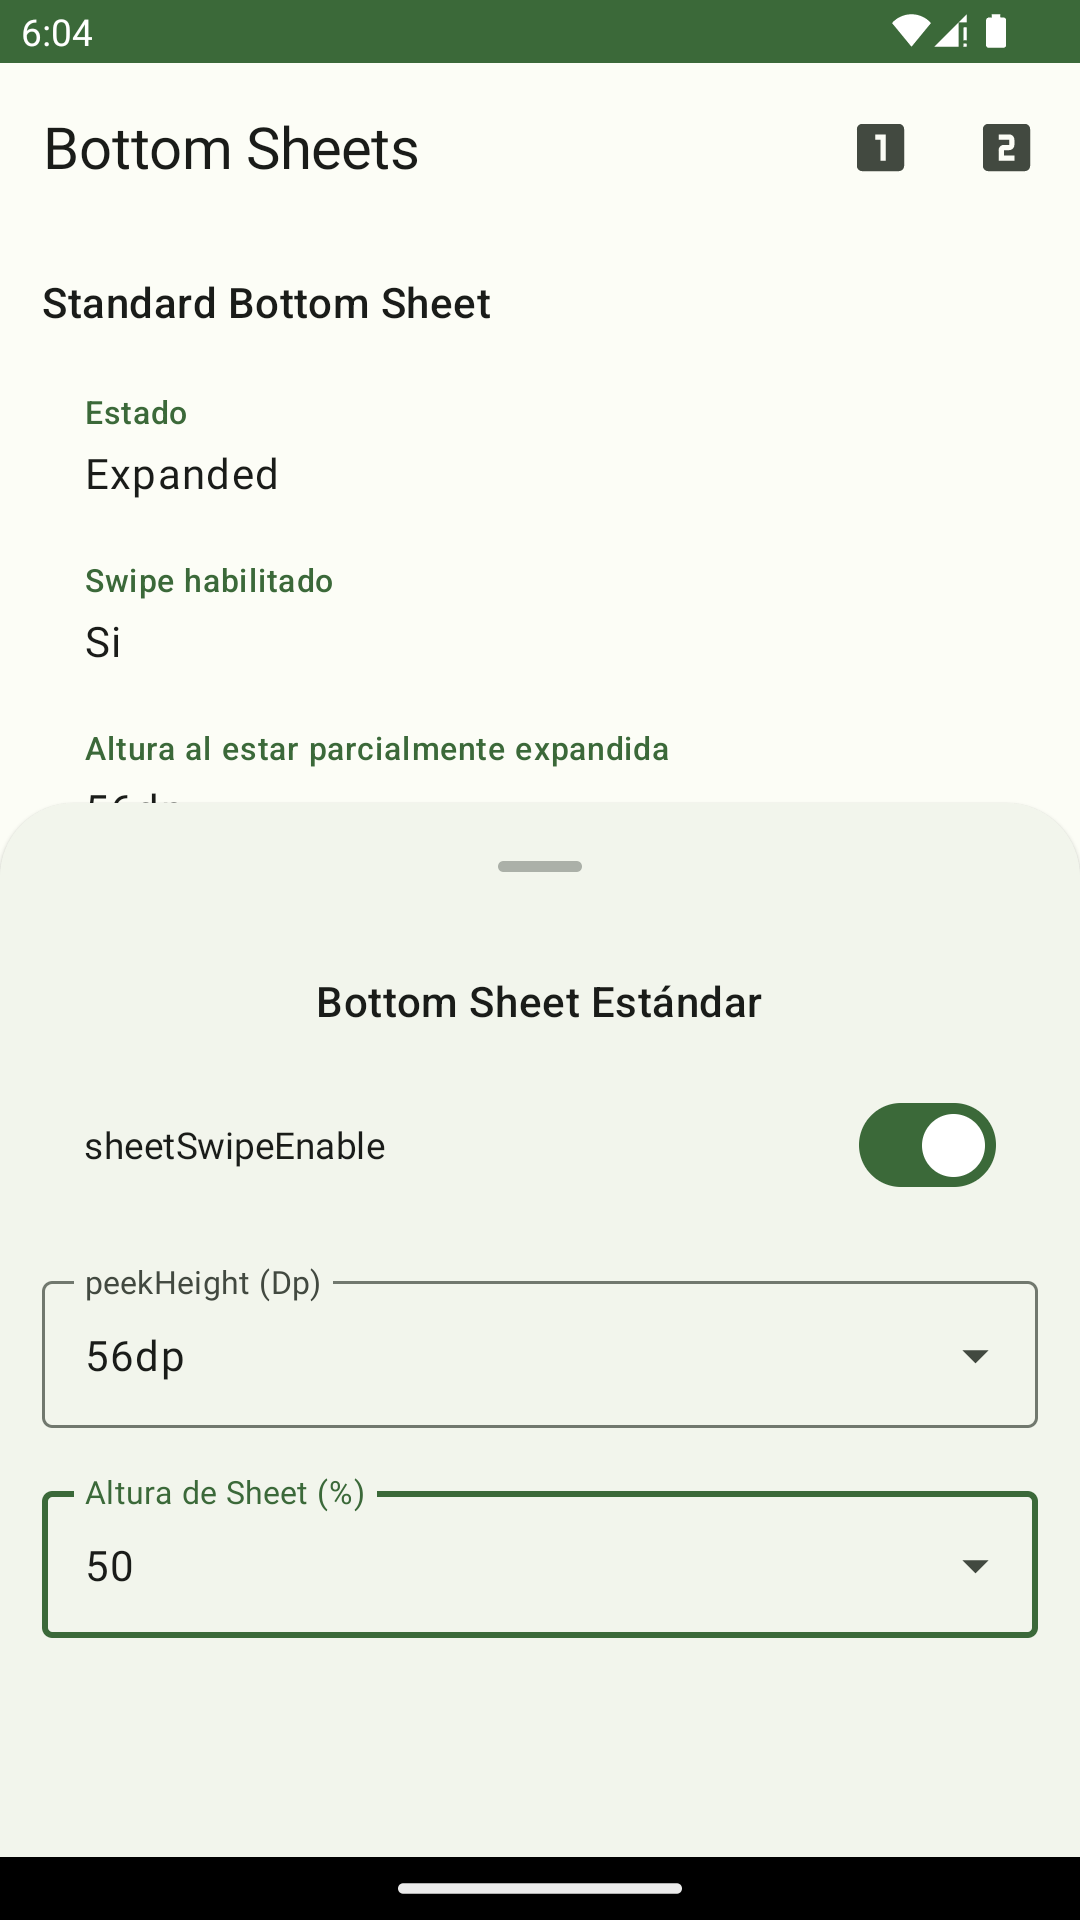 6:04
Bottom Sheets
1 2
Standard Bottom Sheet
Estado
Expanded
Swipe habilitado
Si
Altura al estar parcialmente expandida
Bottom Sheet Estándar
sheetSwipeEnable
peekHeight (Dp)
56dp
Altura de Sheet (%)
50